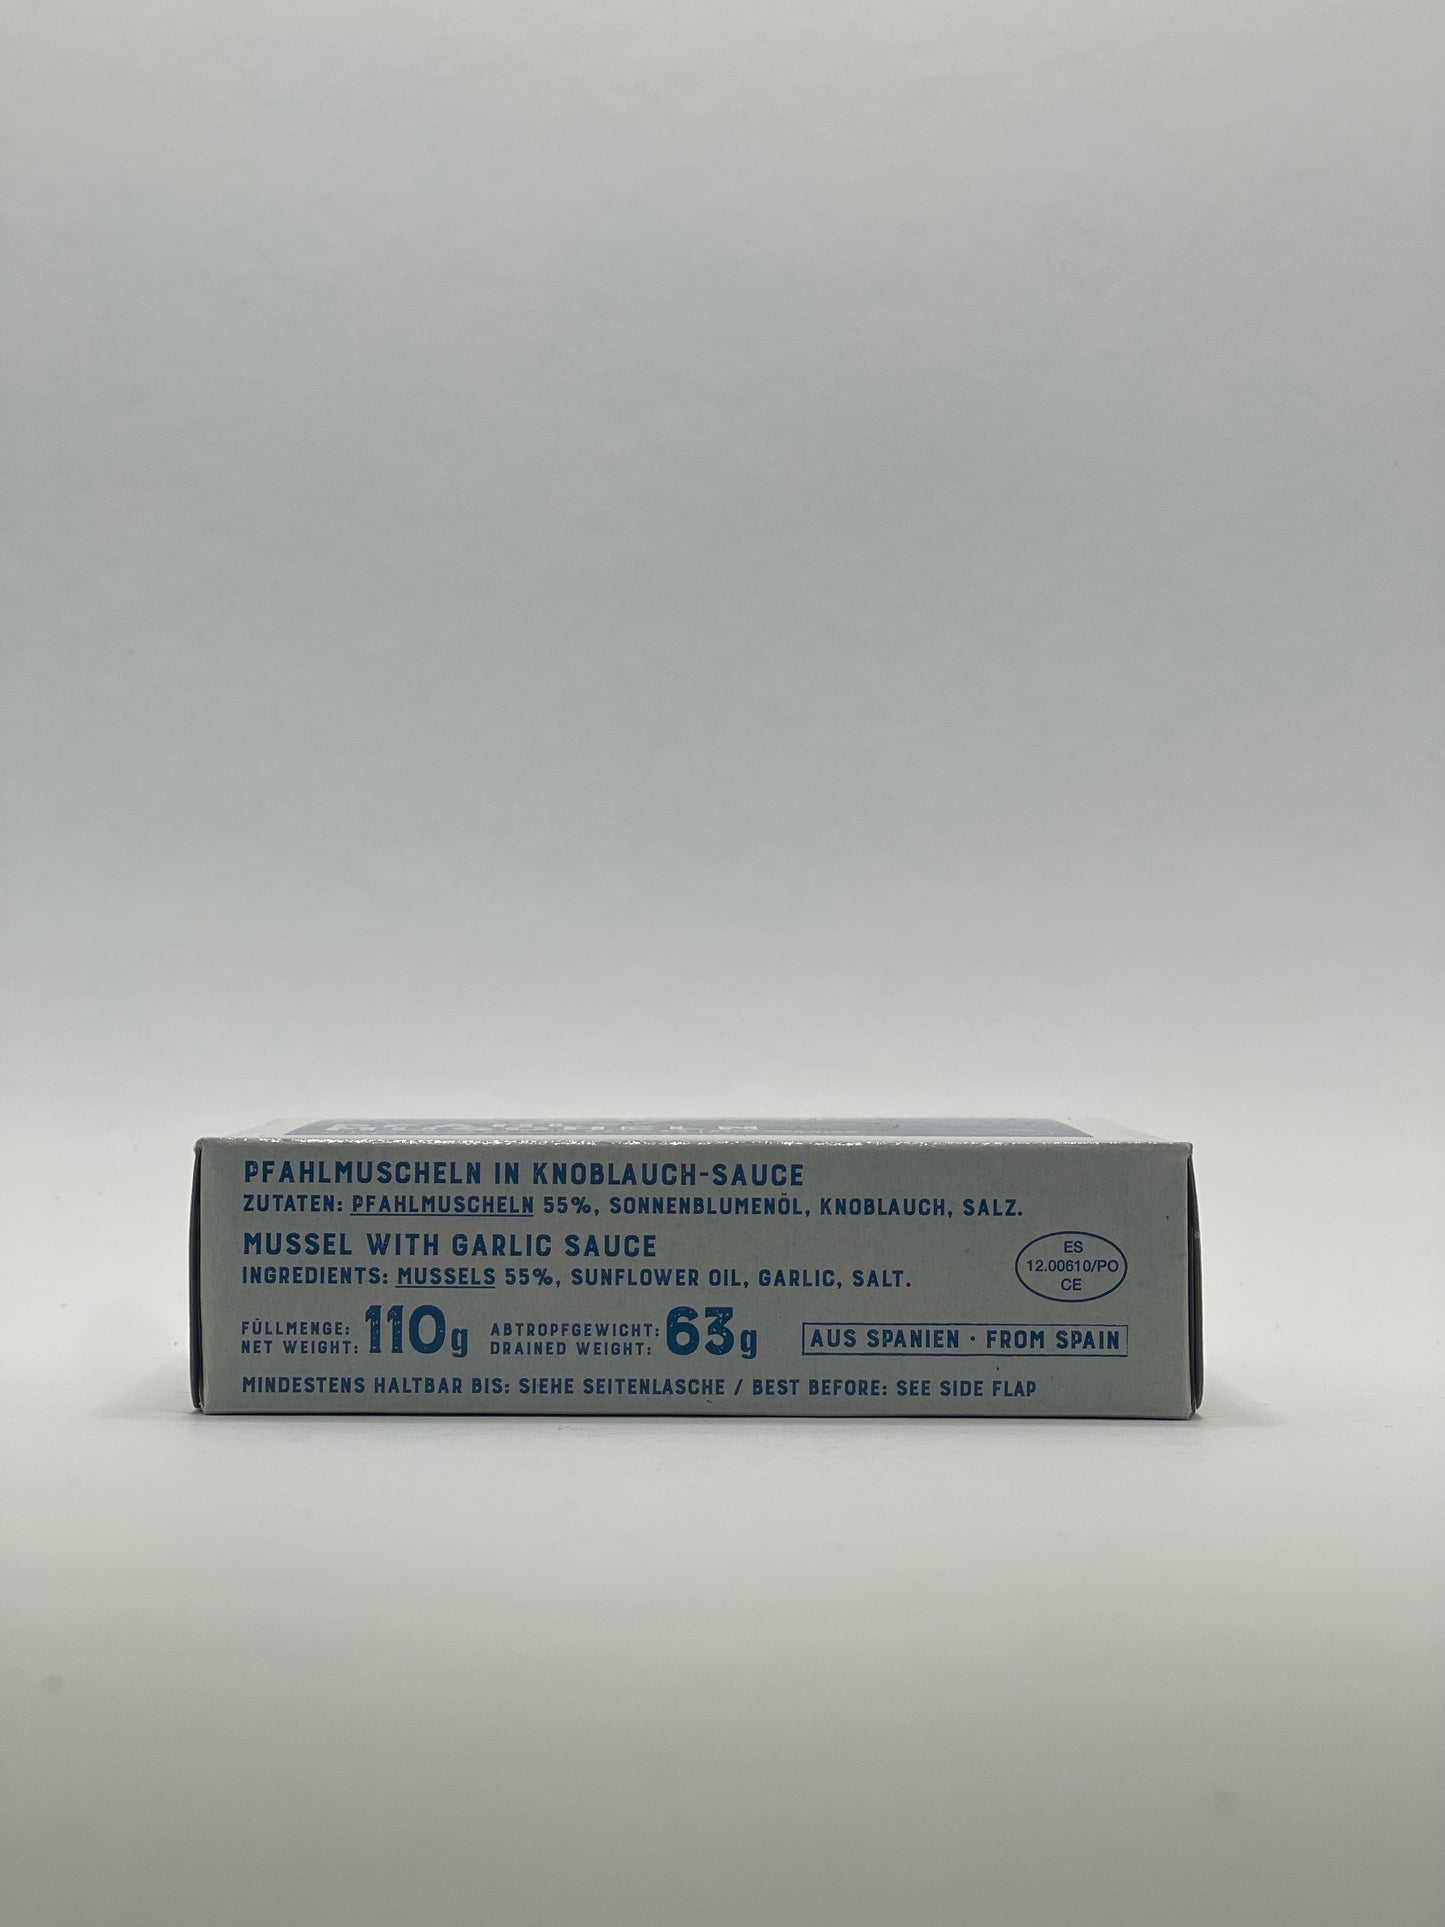 PFAHLMUSCHELN IN KNOBLAUCH-SAUCE
ZUTATEN: PFAHLMUSCHELN 55%, SONNENBLUMENÖL, KNOBLAUCH, SALZ.
MUSSEL WITH GARLIC SAUCE
INGREDIENTS: MUSSELS 55%, SUNFLOWER OIL, GARLIC, SALT.
ES
12.00610/PO
CE
FÜLLMENGE:
NET WEIGHT: 110g
ABTROPFGEWICHT:
DRAINED WEIGHT: 63g
AUS SPANIEN · FROM SPAIN
MINDESTENS HALTBAR BIS: SIEHE SEITENLASCHE / BEST BEFORE: SEE SIDE FLAP